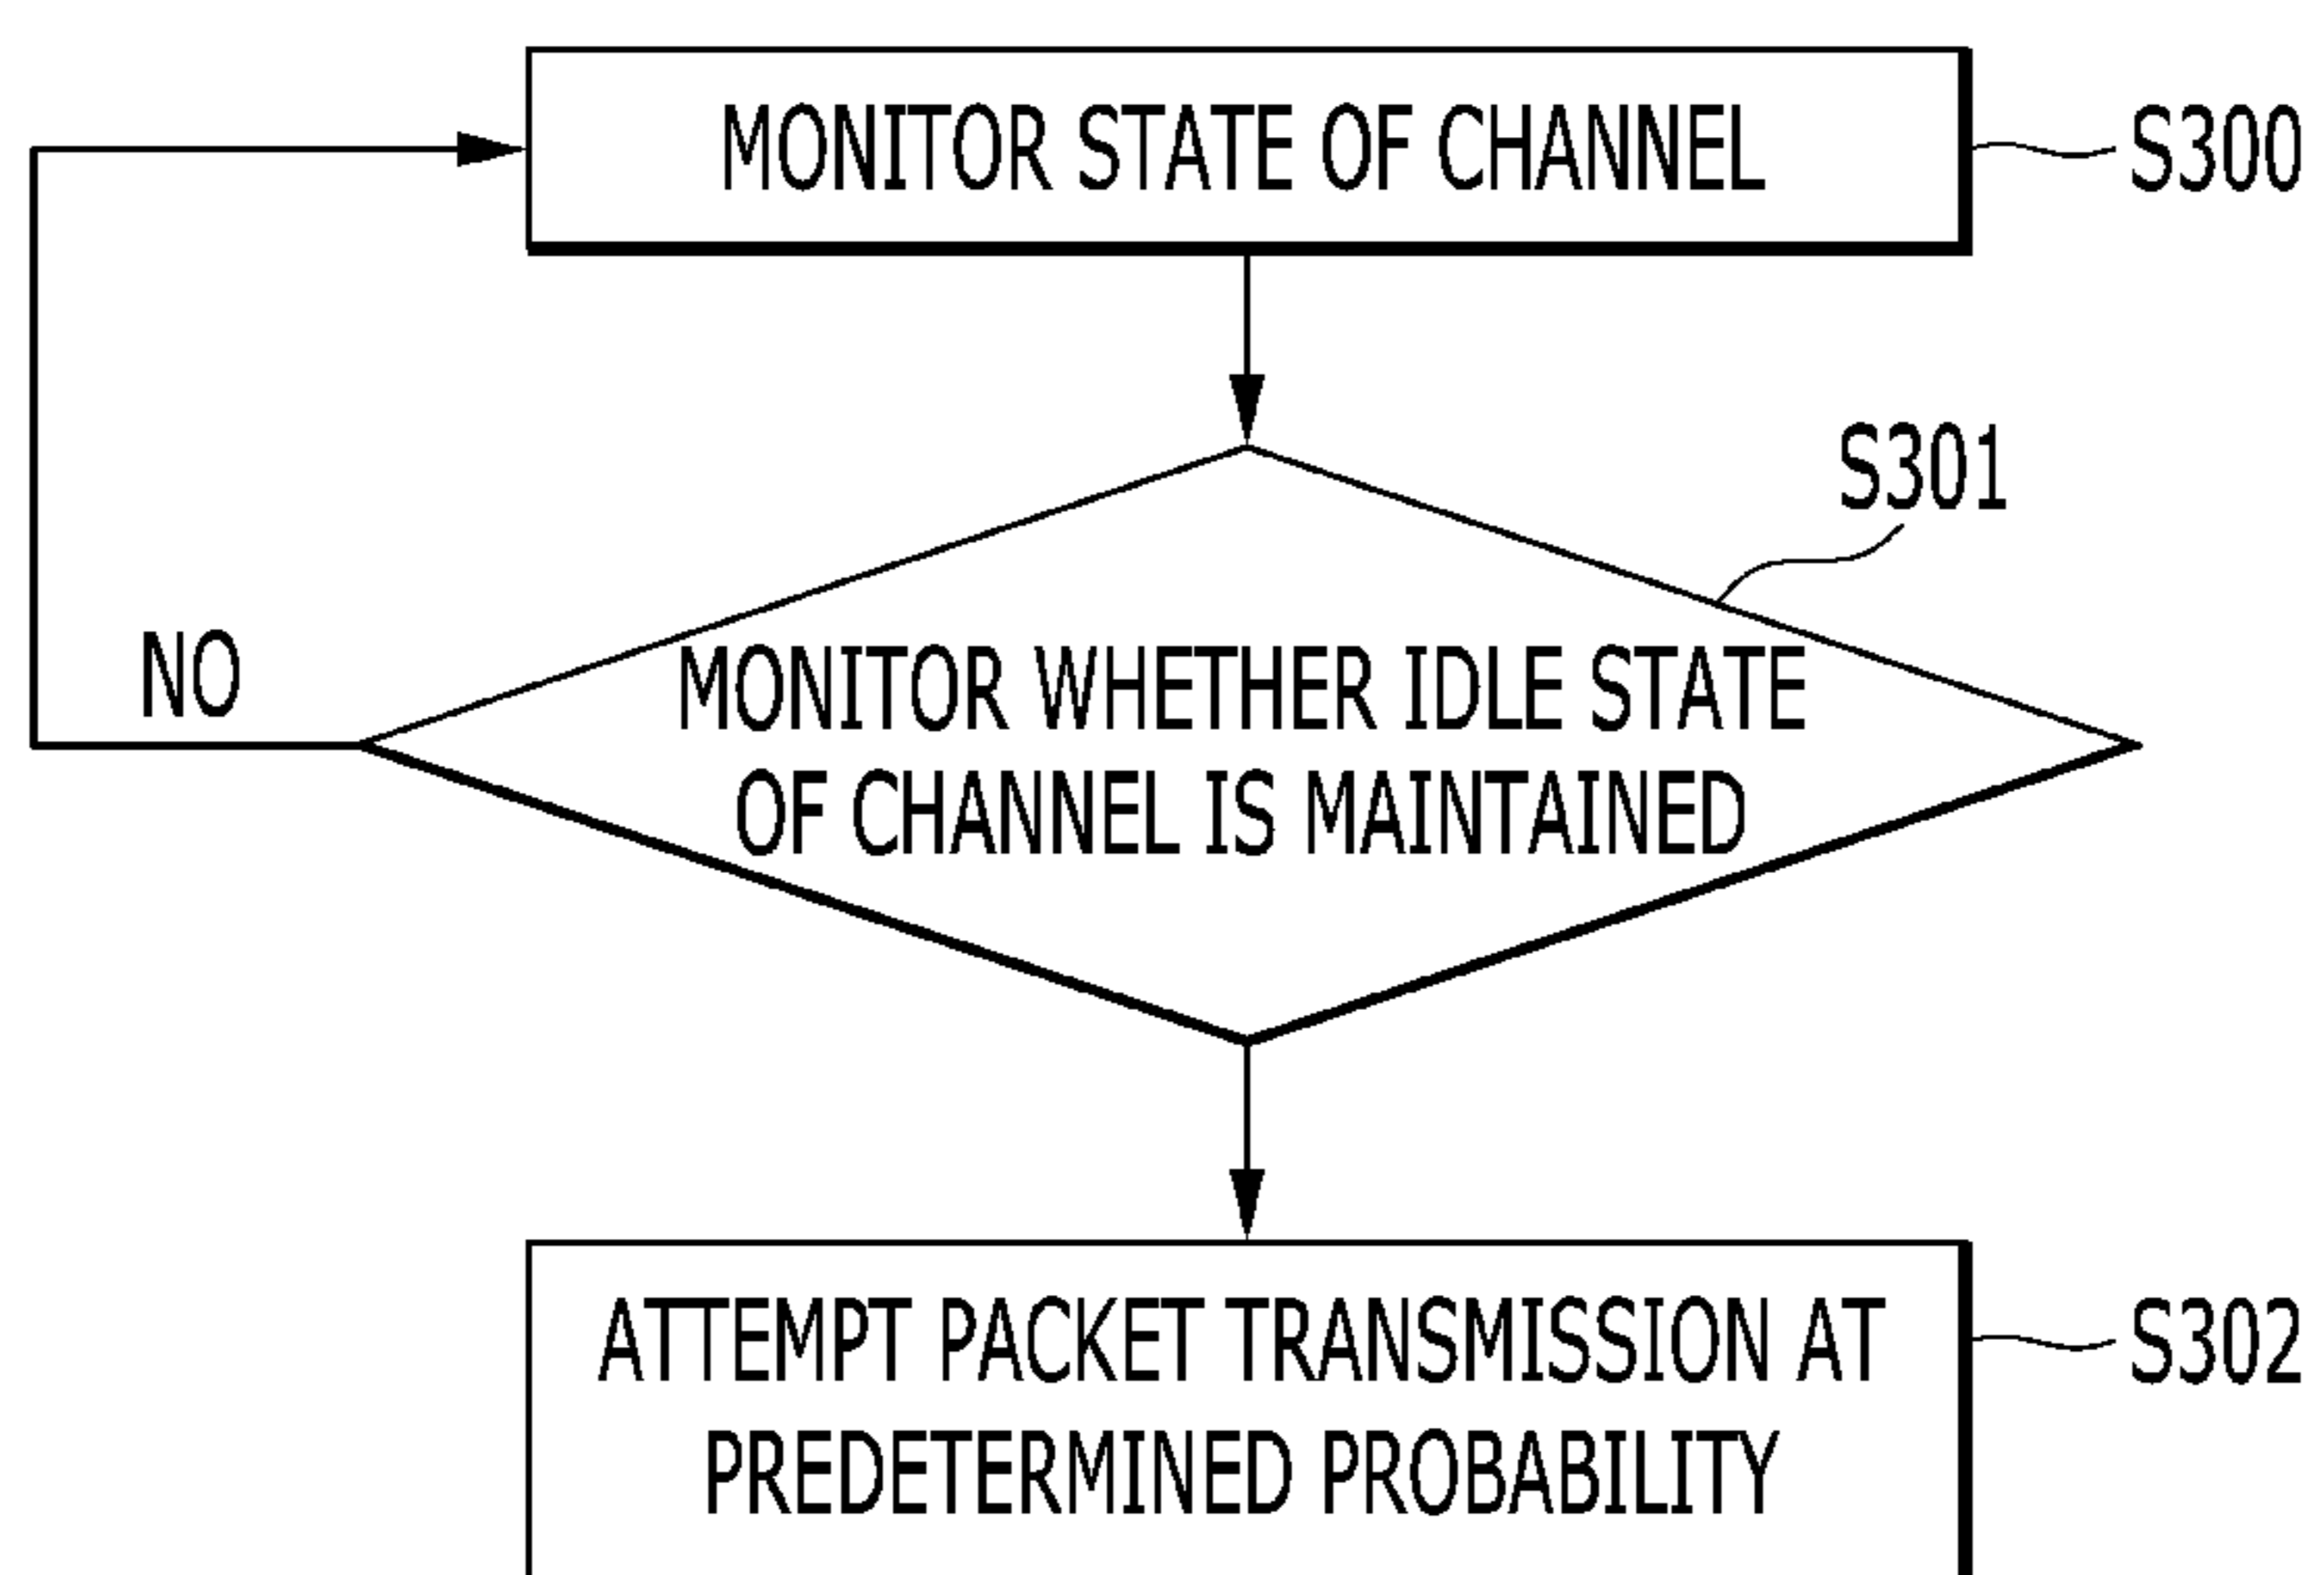 MONITOR STATE OF CHANNEL
S300
S301
NO
MONITOR WHETHER IDLE STATE
OF CHANNEL IS MAINTAINED
ATTEMPT PACKET TRANSMISSION AT
PREDETERMINED PROBABILITY
S302